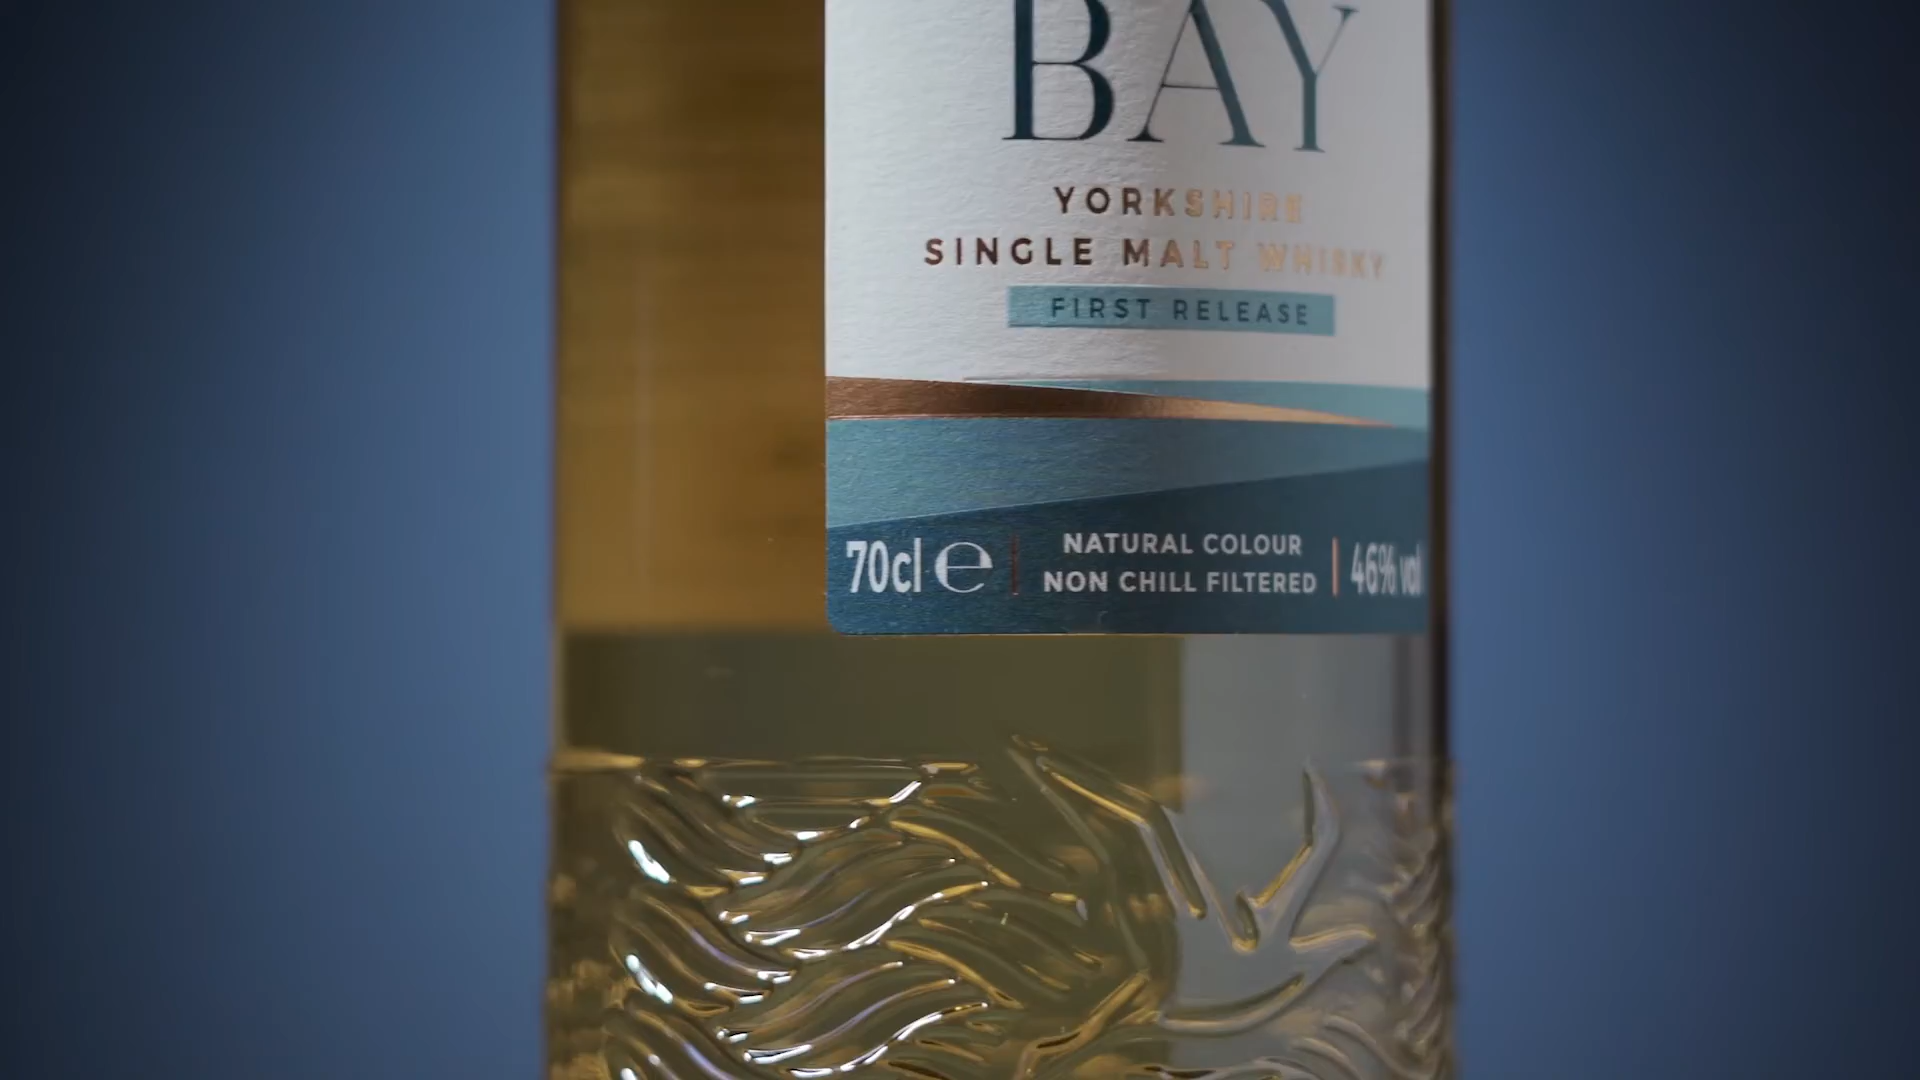 BAY
YORKSHIRE
SINGLE MALT WHISKY
FIRST RELEASE
70cl e
NATURAL COLOUR
NON CHILL FILTERED
46% vol